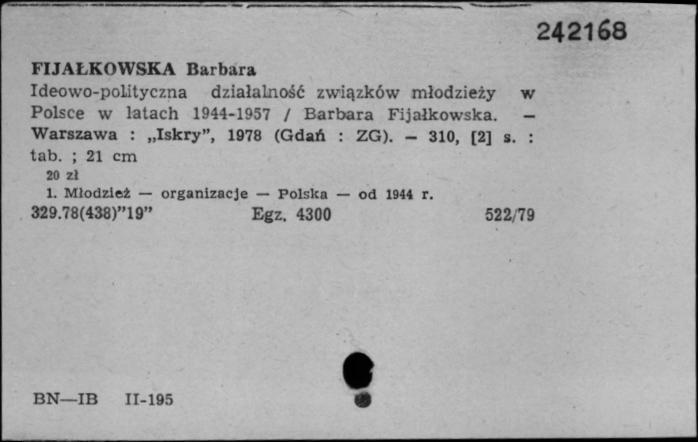 242168
FIJAŁKOWSKA Barbara
Ideowo-polityczna działalność związków młodzieży w
Polsce w latach 1944-1957 / Barbara Fijałkowska. —
Warszawa : „Iskry”, 1978 (Gdań : ZG). — 310, [2] s. :
tab. ; 21 cm
20 zł
1. Młodzież — organizacje — Polska — od 1944 r.
329.78(438)”19” Egz. 4300 522/79
BN—IB II-195